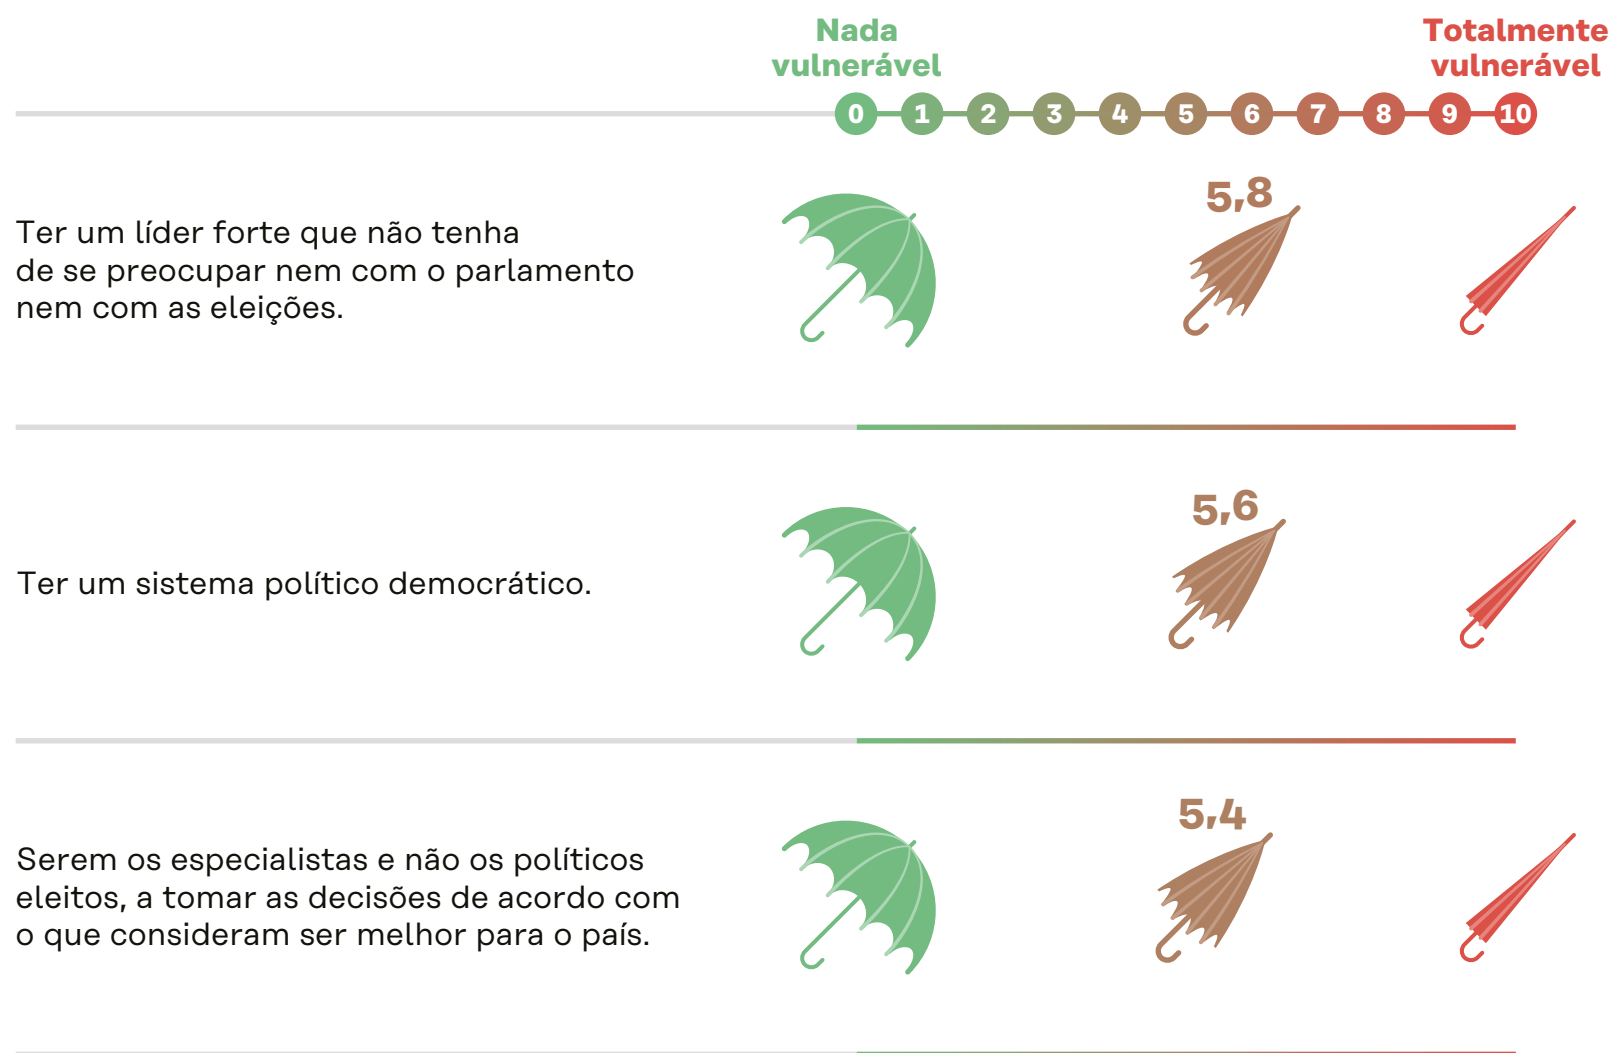 Nada
vulnerável
Totalmente
vulnerável
0 1 2 3 4 5 6 7 8 9 10
5,8
Ter um líder forte que não tenha
de se preocupar nem com o parlamento
nem com as eleições.
5,6
Ter um sistema político democrático.
5,4
Serem os especialistas e não os políticos
eleitos, a tomar as decisões de acordo com
o que consideram ser melhor para o país.